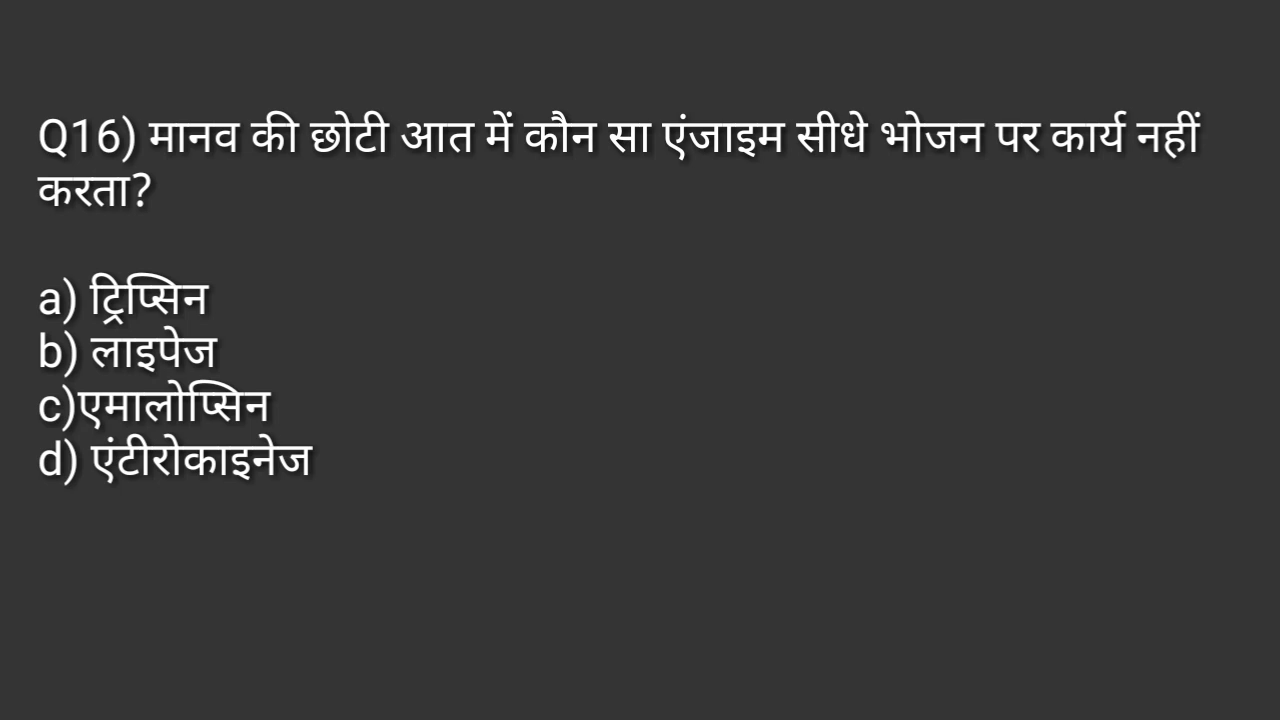 Q16) मानव की छोटी आत में कौन सा एंजाइम सीधे भोजन पर कार्य नहीं
करता?
a) ट्रिप्सिन
b) लाइपेज
c)एमालोप्सिन
d) एंटीरोकाइनेज